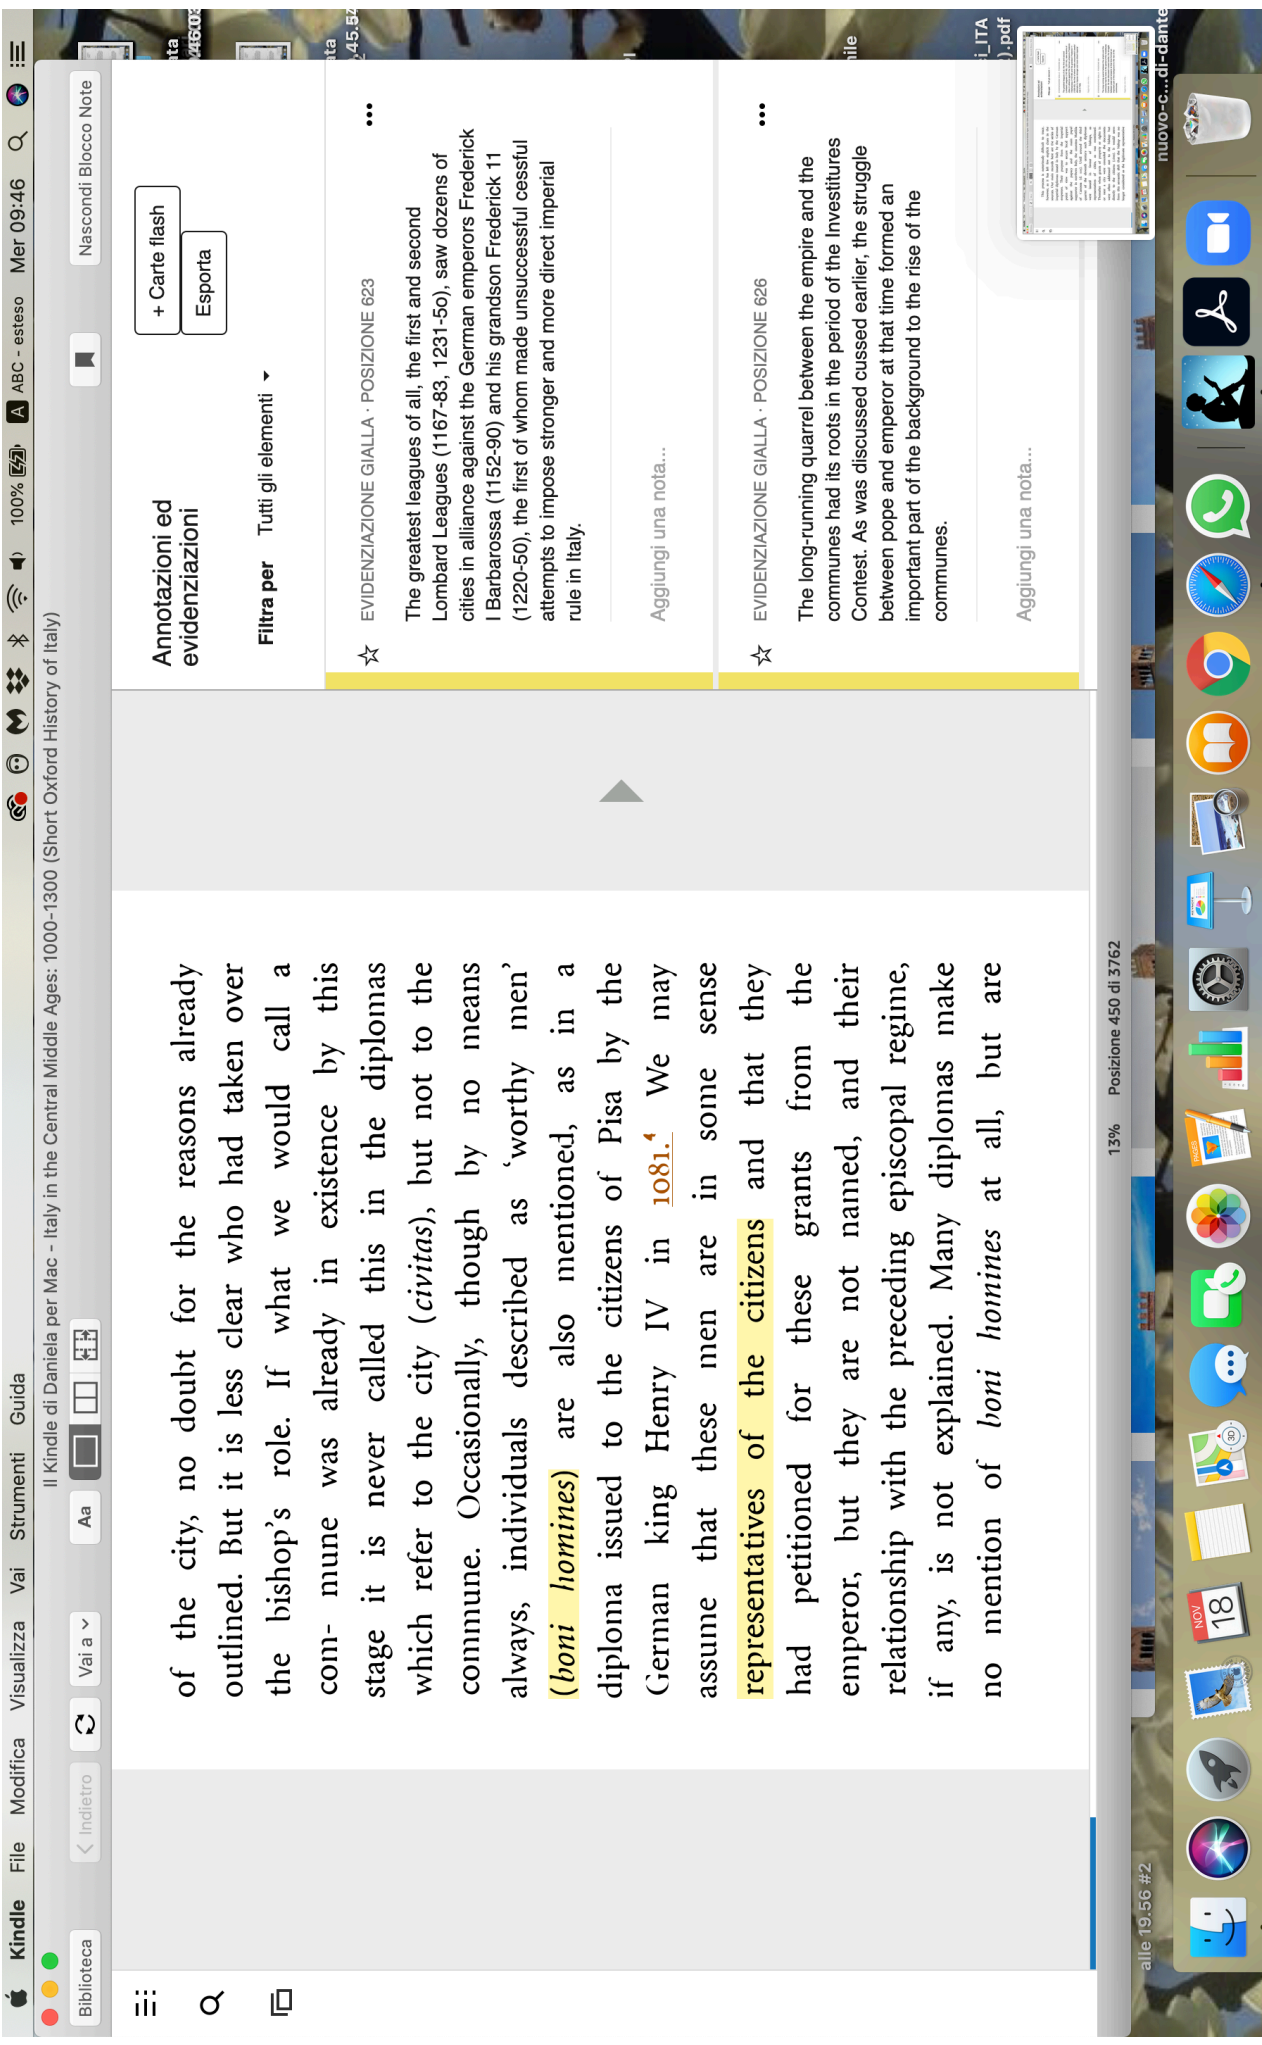 Kindle File Modifica Visualizza Vai Strumenti Guida 100% A ABC - esteso Mer 09:46
Il Kindle di Daniela per Mac - Italy in the Central Middle Ages: 1000-1300 (Short Oxford History of Italy)
Biblioteca < Indietro Vai a Aa Nascondi Blocco Note
of the city, no doubt for the reasons already
outlined. But it is less clear who had taken over
the bishop's role. If what we would call a
com- mune was already in existence by this
stage it is never called this in the diplomas
which refer to the city (civitas), but not to the
commune. Occasionally, though by no means
always, individuals described as ‘worthy men’
(boni homines) are also mentioned, as in a
diploma issued to the citizens of Pisa by the
German king Henry IV in 1081.4 We may
assume that these men are in some sense
representatives of the citizens and that they
had petitioned for these grants from the
emperor, but they are not named, and their
relationship with the preceding episcopal regime,
if any, is not explained. Many diplomas make
no mention of boni homines at all, but are
13% Posizione 450 di 3762
Annotazioni ed
evidenziazioni
+ Carte flash
Esporta
Filtra per Tutti gli elementi
EVIDENZIAZIONE GIALLA · POSIZIONE 623
The greatest leagues of all, the first and second
Lombard Leagues (1167-83, 1231-5o), saw dozens of
cities in alliance against the German emperors Frederick
I Barbarossa (1152-90) and his grandson Frederick 11
(1220-50), the first of whom made unsuccessful cessful
attempts to impose stronger and more direct imperial
rule in Italy.
Aggiungi una nota...
EVIDENZIAZIONE GIALLA · POSIZIONE 626
The long-running quarrel between the empire and the
communes had its roots in the period of the Investitures
Contest. As was discussed cussed earlier, the struggle
between pope and emperor at that time formed an
important part of the background to the rise of the
communes.
Aggiungi una nota...
alle 19.56 #2
nuovo-c...di-dante
NOV
18
PAGES
3D